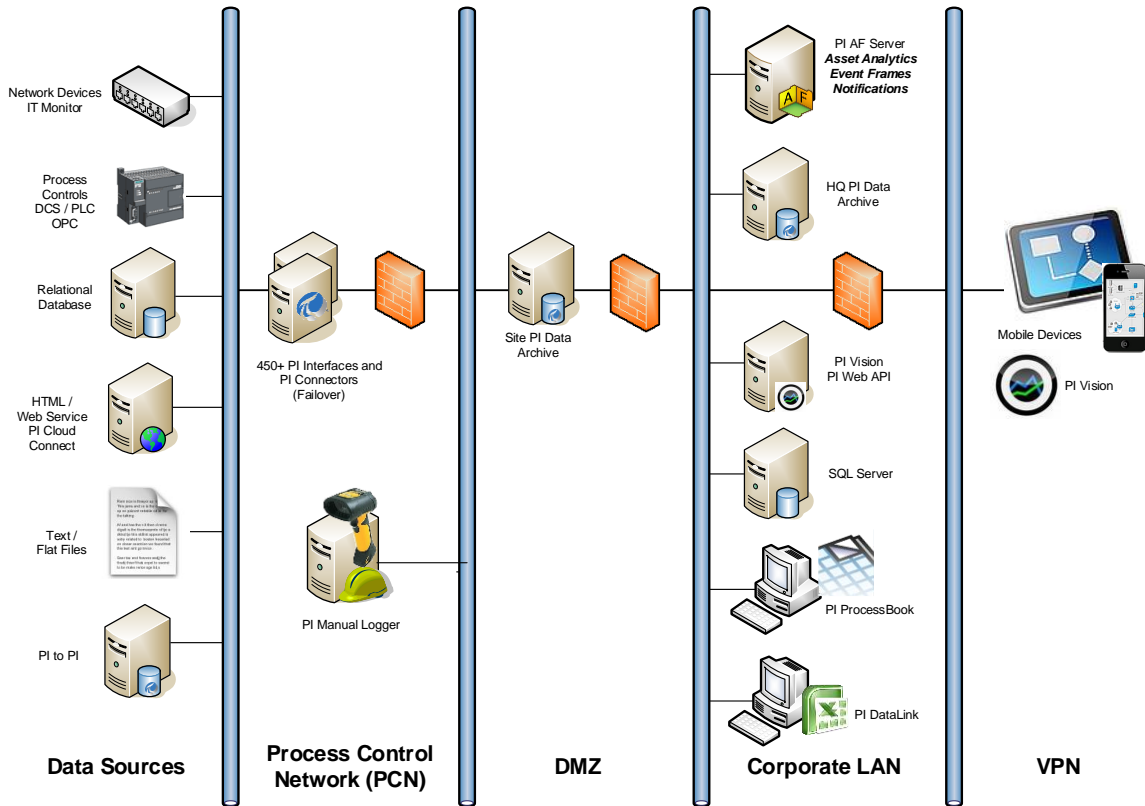 Network Devices
IT Monitor
Process
Controls
DCS / PLC
OPC
Relational
Database
HTML /
Web Service
PI Cloud
Connect
Text /
Flat Files
PI to PI
Data Sources
450+ PI Interfaces and
PI Connectors
(Failover)
PI Manual Logger
Process Control
Network (PCN)
Site PI Data
Archive
DMZ
PI AF Server
Asset Analytics
Event Frames
Notifications
A F
HQ PI Data
Archive
PI Vision
PI Web API
SQL Server
PI ProcessBook
PI DataLink
Corporate LAN
Mobile Devices
PI Vision
VPN